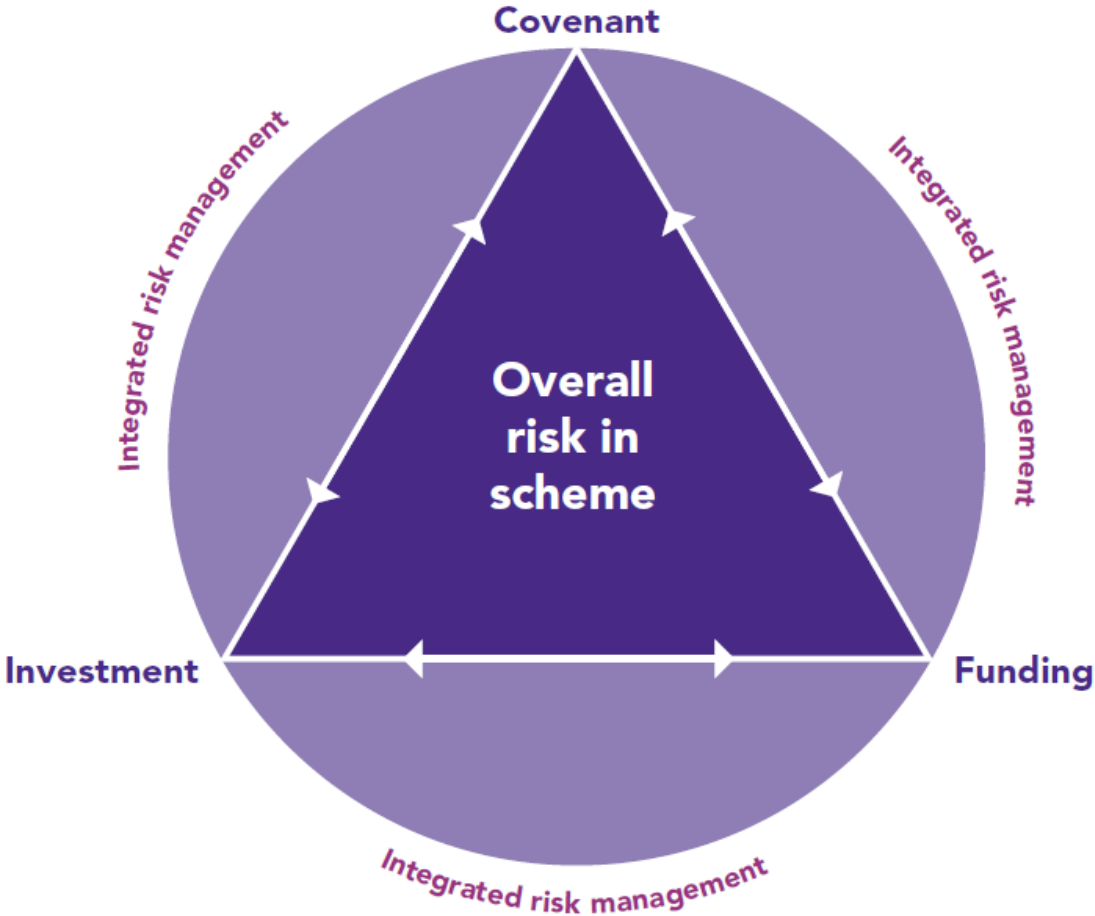 Covenant
Integrated risk management
Integrated risk management
Overall
risk in
scheme
Investment
Funding
Integrated risk management